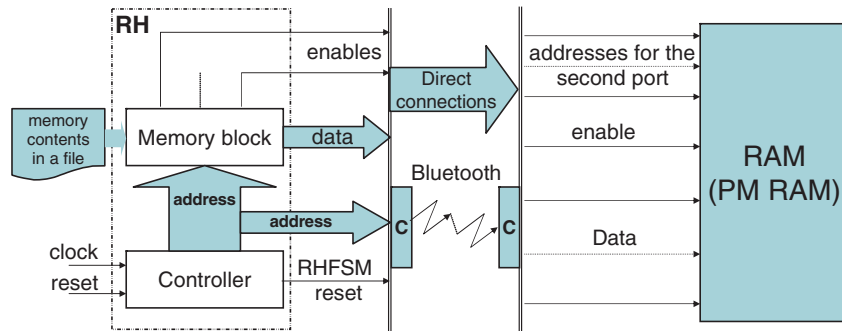 RH
enables
memory
contents
in a file
Memory block
data
address
address
clock
reset
Controller
RHFSM
reset
Direct
connections
Bluetooth
C
C
addresses for the
second port
enable
Data
RAM
(PM RAM)